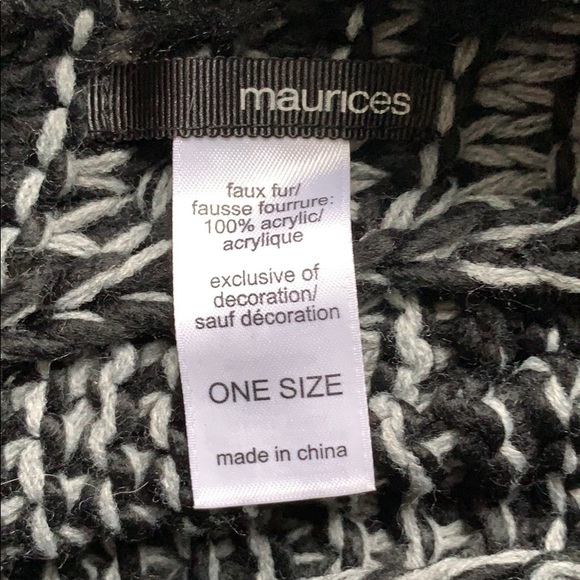 maurices
faux fur/
fausse fourrure:
100% acrylic/
acrylique
exclusive of
decoration/
sauf décoration
ONE SIZE
made in china